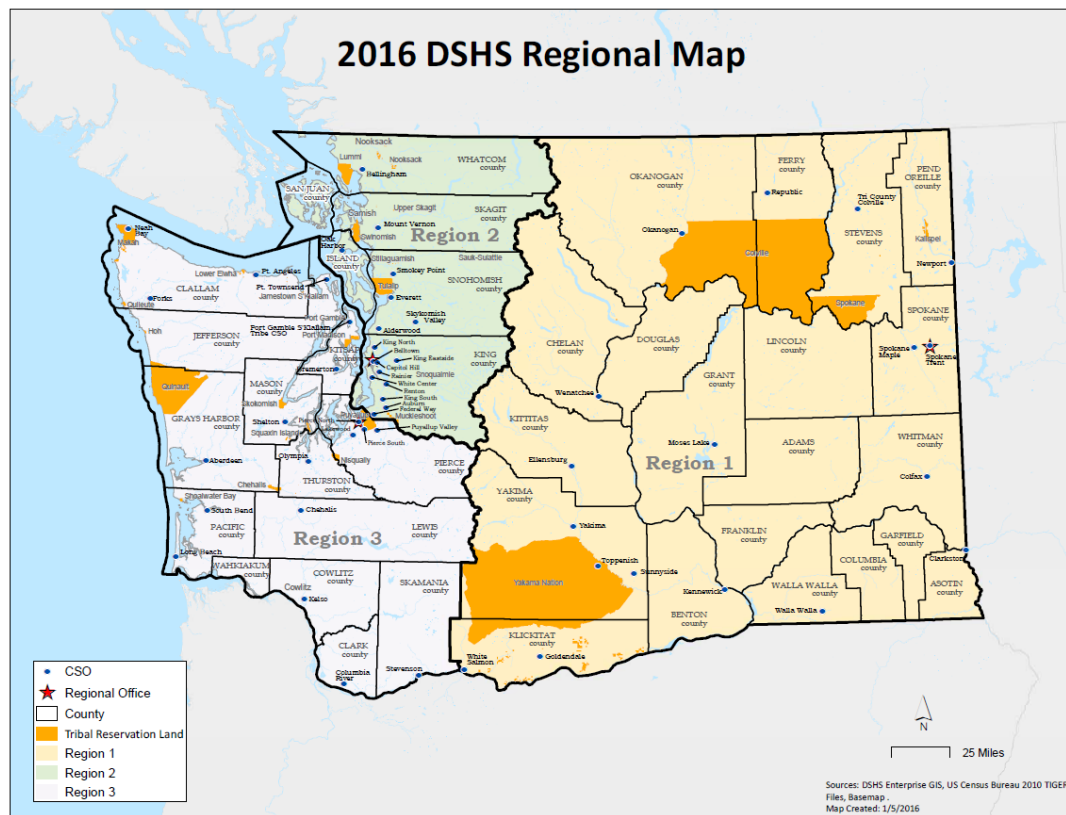 2016 DSHS Regional Map
Nooksack
Lummi
Nooksack
WHATCOM
county
Bellingham
SAN JUAN
county
Samish
Upper Skagit
SKAGIT
county
Mount Vernon
Swinomish
Region 2
Oak
Harbor
ISLAND
county
Sauk-Suiattle
Stillaguamish
Smokey Point
SNOHOMISH
county
Tulalip
Everett
Skykomish
Valley
Alderwood
KING
county
King North
Belltown
King Eastside
Capitol Hill
Rainier
Snoqualmie
White Center
Renton
King South
Auburn
Federal Way
Muckleshoot
Neah
Bay
Makah
Lower Elwha
Pt. Angeles
CLALLAM
county
Pt. Townsend
Jamestown S'Klallam
Forks
Quileute
Port Gamble
Port Gamble S'Klallam
Tribe CSO
Port Madison
JEFFERSON
county
Hoh
KITSAP
county
Bremerton
MASON
county
Quinault
Skokomish
GRAYS HARBOR
county
Shelton
Squaxin Island
Pierce North
Puyallup
Lakewood
Puyallup Valley
Pierce South
Aberdeen
Olympia
Nisqually
PIERCE
county
THURSTON
county
Chehalis
Shoalwater Bay
South Bend
Chehalis
PACIFIC
county
Region 3
LEWIS
county
Long Beach
WAHKIAKUM
county
COWLITZ
county
Cowlitz
Kelso
SKAMANIA
county
CLARK
county
Columbia
River
Stevenson
OKANOGAN
county
FERRY
county
PEND
OREILLE
county
Republic
Tri County
Colville
STEVENS
county
Okanogan
Colville
Kalispel
Newport
Spokane
SPOKANE
county
CHELAN
county
DOUGLAS
county
LINCOLN
county
Spokane
Maple
Spokane
Trent
GRANT
county
Wenatchee
KITTITAS
county
Moses Lake
ADAMS
county
WHITMAN
county
Ellensburg
Region 1
Colfax
YAKIMA
county
Yakima
FRANKLIN
county
GARFIELD
county
COLUMBIA
county
Clarkston
Toppenish
Sunnyside
Yakama Nation
Kennewick
WALLA WALLA
county
ASOTIN
county
BENTON
county
Walla Walla
KLICKITAT
county
White
Salmon
Goldendale
CSO
Regional Office
County
Tribal Reservation Land
Region 1
Region 2
Region 3
N
25 Miles
Sources: DSHS Enterprise GIS, US Census Bureau 2010 TIGER
Files, Basemap .
Map Created: 1/5/2016